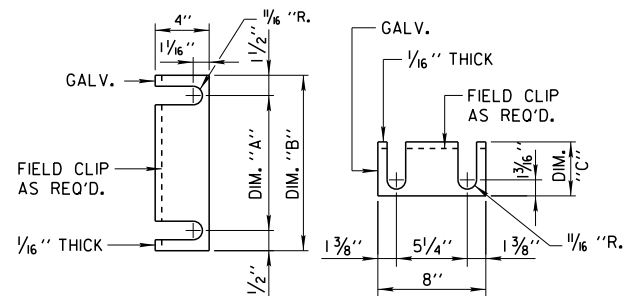 4"
11/16 "R.
1 1/16"
1 1/2"
GALV.
DIM. "A"
DIM. "B"
FIELD CLIP
AS REQ'D.
1/16 " THICK
1/2"
GALV.
1/16 " THICK
FIELD CLIP
AS REQ'D.
1 3/16"
DIM.
"C"
11/16 "R.
1 3/8"
5 1/4"
1 3/8"
8"